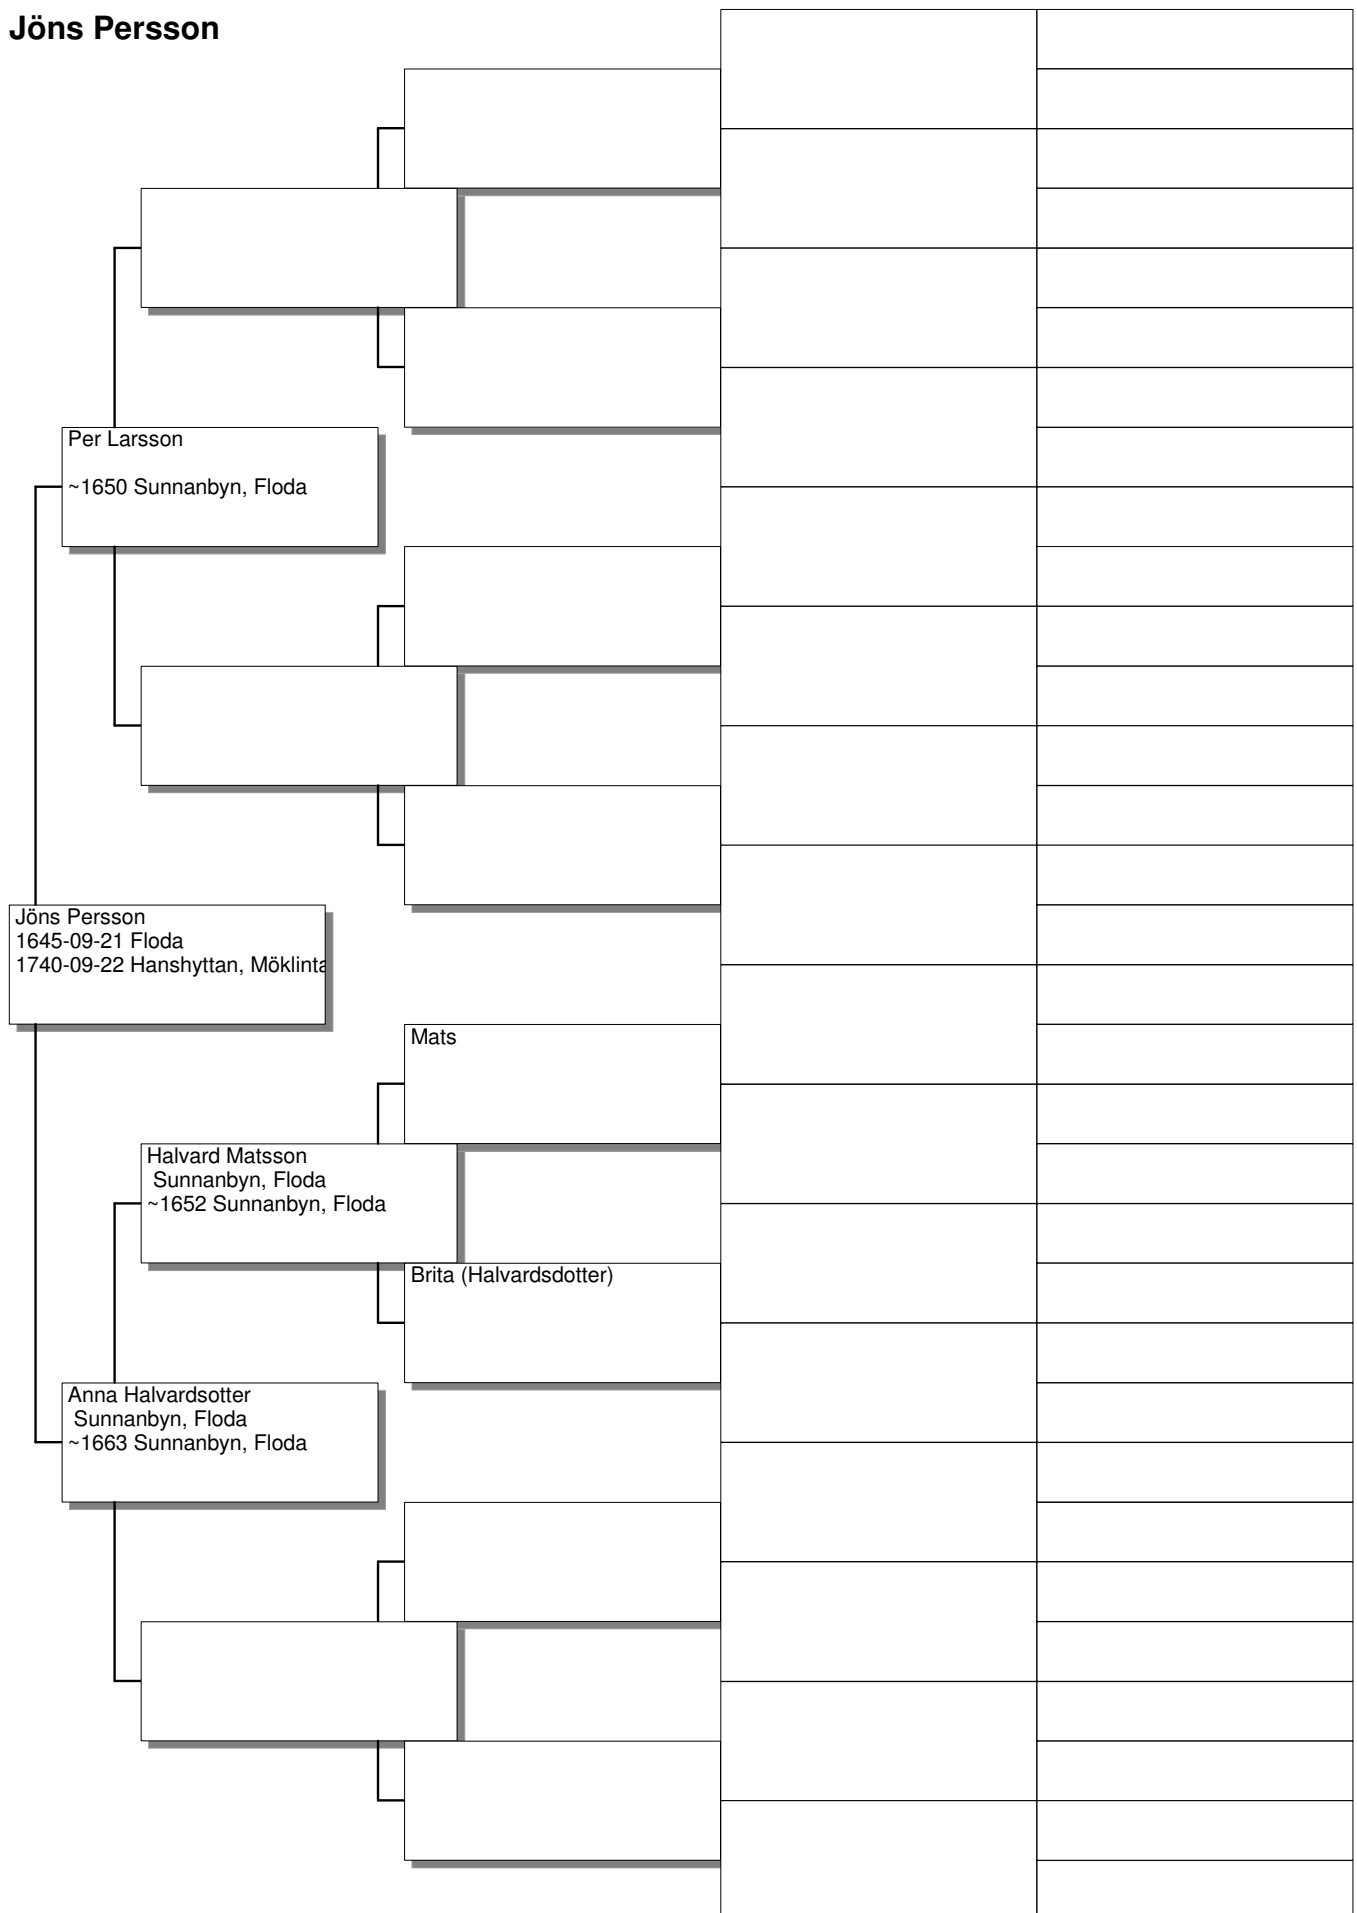 Jöns Persson
Per Larsson
~1650 Sunnanbyn, Floda
Jöns Persson
1645-09-21 Floda
1740-09-22 Hanshyttan, Möklinta
Mats
Halvard Matsson
Sunnanbyn, Floda
~1652 Sunnanbyn, Floda
Brita (Halvardsdotter)
Anna Halvardsotter
Sunnanbyn, Floda
~1663 Sunnanbyn, Floda